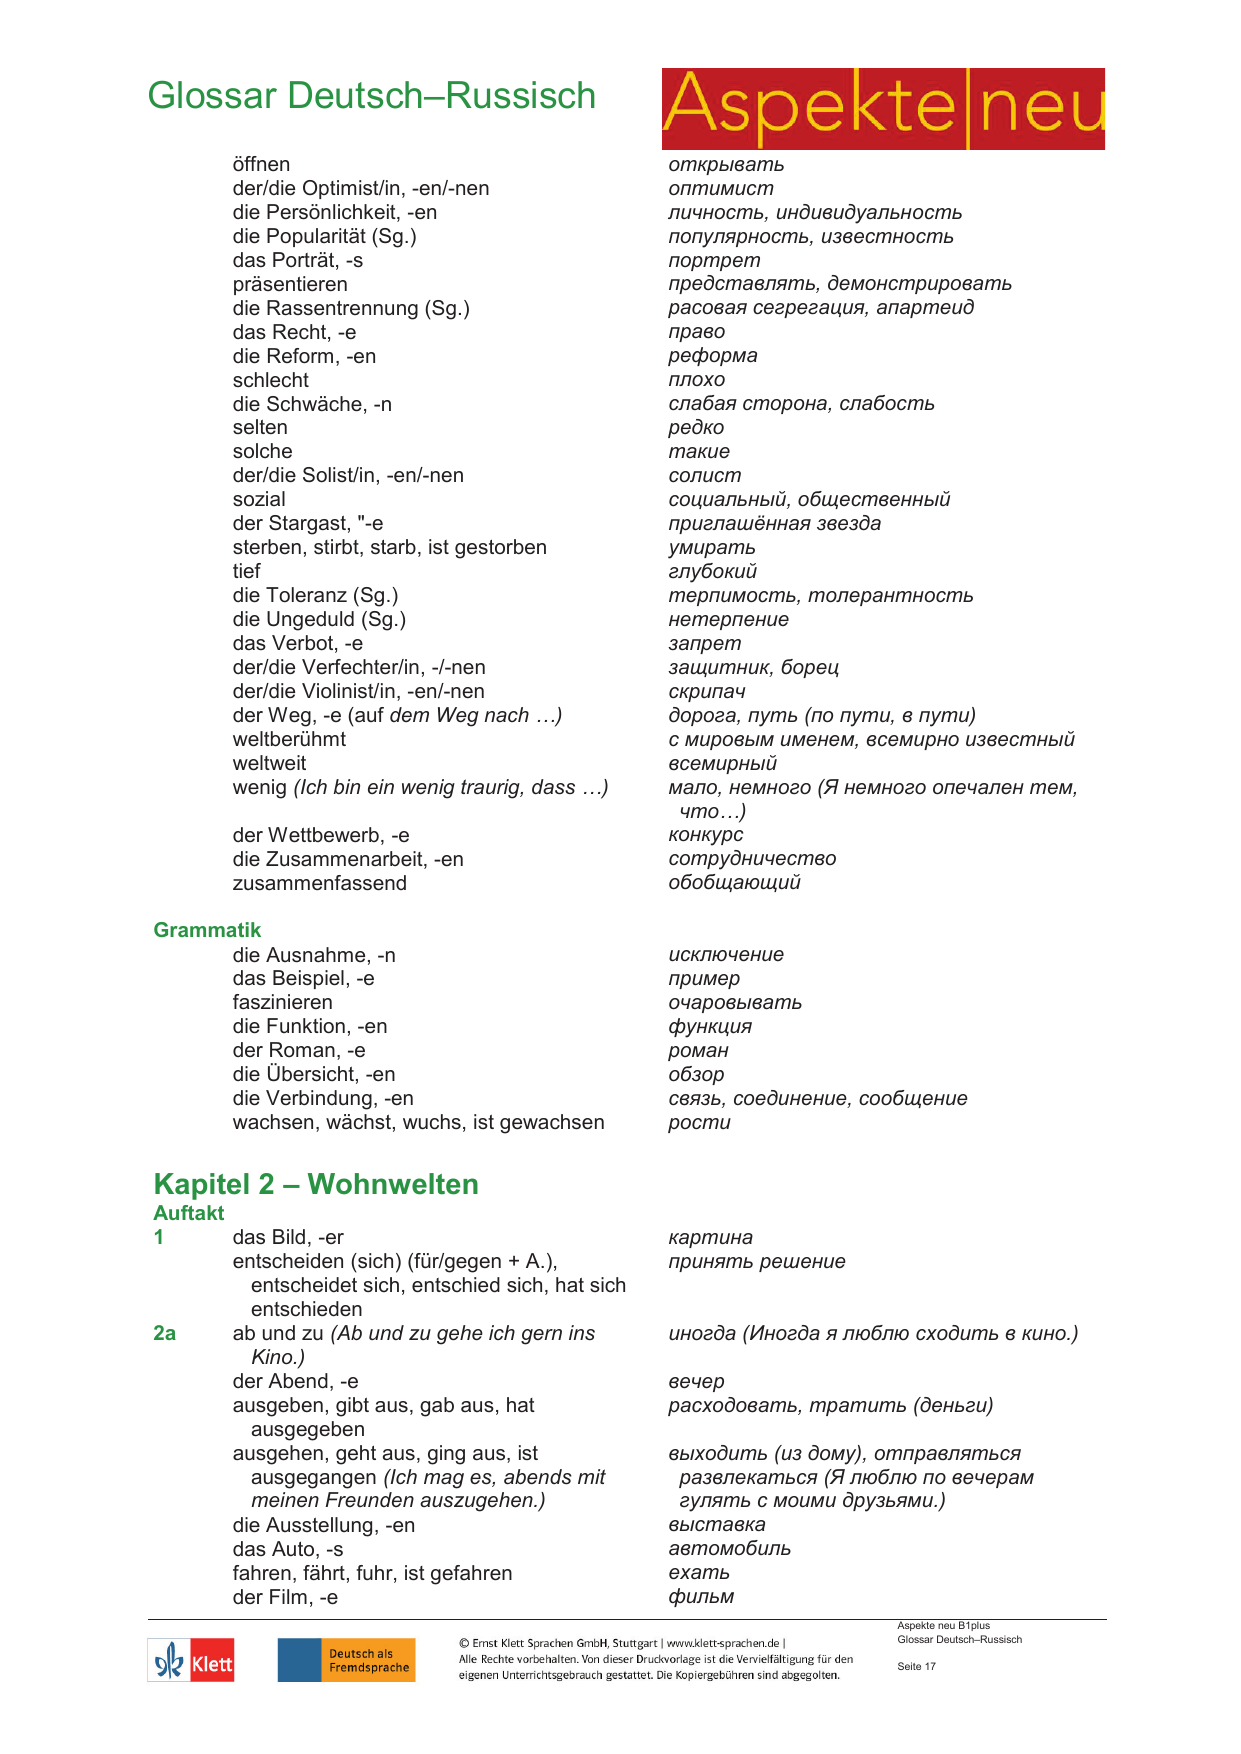 Glossar Deutsch–Russisch
Aspekte|neu
öffnen открывать
der/die Optimist/in, -en/-nen оптимист
die Persönlichkeit, -en личность, индивидуальность
die Popularität (Sg.) популярность, известность
das Porträt, -s портрет
präsentieren представлять, демонстрировать
die Rassentrennung (Sg.) расовая сегрегация, апартеид
das Recht, -e право
die Reform, -en реформа
schlecht плохо
die Schwäche, -n слабая сторона, слабость
selten редко
solche такие
der/die Solist/in, -en/-nen солист
sozial социальный, общественный
der Stargast, "-e приглашённая звезда
sterben, stirbt, starb, ist gestorben умирать
tief глубокий
die Toleranz (Sg.) терпимость, толерантность
die Ungeduld (Sg.) нетерпение
das Verbot, -e запрет
der/die Verfechter/in, -/-nen защитник, борец
der/die Violinist/in, -en/-nen скрипач
der Weg, -e (auf dem Weg nach …) дорога, путь (по пути, в пути)
weltberühmt с мировым именем, всемирно известный
weltweit всемирный
wenig (Ich bin ein wenig traurig, dass …) мало, немного (Я немного опечален тем,
что…)
der Wettbewerb, -e конкурс
die Zusammenarbeit, -en сотрудничество
zusammenfassend обобщающий
Grammatik
die Ausnahme, -n исключение
das Beispiel, -e пример
faszinieren очаровывать
die Funktion, -en функция
der Roman, -e роман
die Übersicht, -en обзор
die Verbindung, -en связь, соединение, сообщение
wachsen, wächst, wuchs, ist gewachsen рости
Kapitel 2 – Wohnwelten
Auftakt
1 das Bild, -er картина
entscheiden (sich) (für/gegen + A.), принять решение
entscheidet sich, entschied sich, hat sich
entschieden
2a ab und zu (Ab und zu gehe ich gern ins иногда (Иногда я люблю сходить в кино.)
Kino.)
der Abend, -e вечер
ausgeben, gibt aus, gab aus, hat расходовать, тратить (деньги)
ausgegeben
ausgehen, geht aus, ging aus, ist выходить (из дому), отправляться
ausgegangen (Ich mag es, abends mit развлекаться (Я люблю по вечерам
meinen Freunden auszugehen.) гулять с моими друзьями.)
die Ausstellung, -en выставка
das Auto, -s автомобиль
fahren, fährt, fuhr, ist gefahren ехать
der Film, -e фильм
Klett
Deutsch als
Fremdsprache
© Ernst Klett Sprachen GmbH, Stuttgart | www.klett-sprachen.de |
Alle Rechte vorbehalten. Von dieser Druckvorlage ist die Vervielfältigung für den
eigenen Unterrichtsgebrauch gestattet. Die Kopiergebühren sind abgegolten.
Aspekte neu B1plus
Glossar Deutsch–Russisch
Seite 17